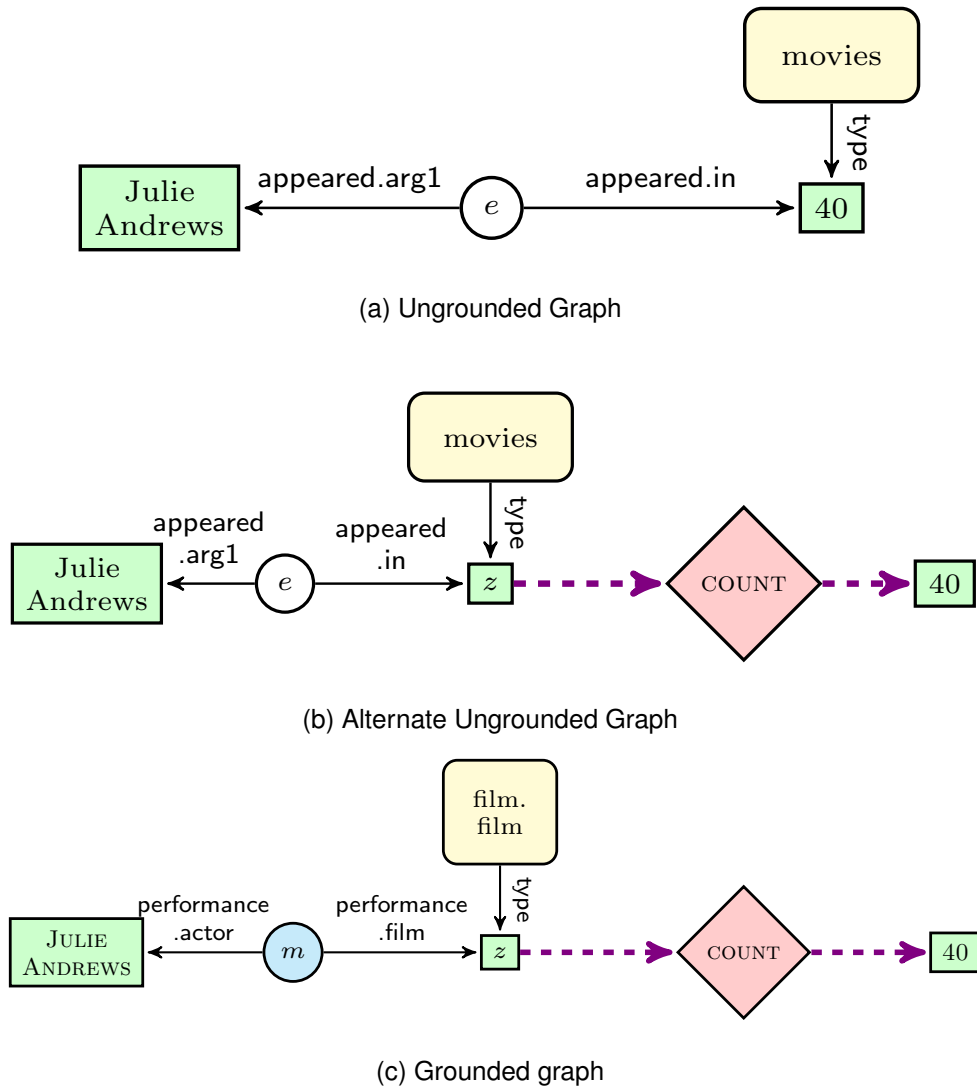 movies
type
Julie
Andrews
appeared.arg1
e
appeared.in
40
(a) Ungrounded Graph
movies
type
Julie
Andrews
appeared
.arg1
e
appeared
.in
z
COUNT
40
(b) Alternate Ungrounded Graph
film.
film
type
JULIE
ANDREWS
performance
.actor
m
performance
.film
z
COUNT
40
(c) Grounded graph